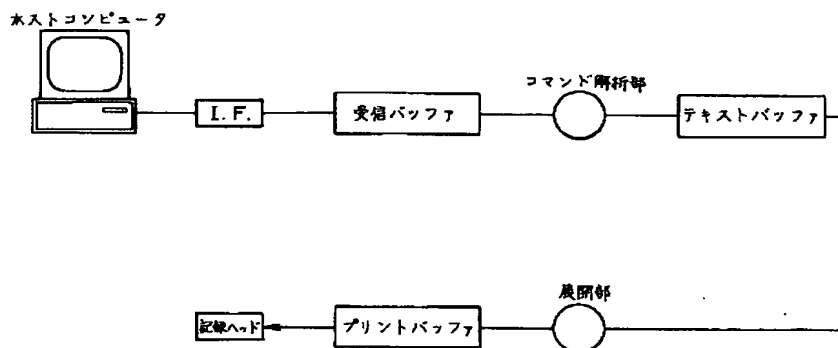 ホストコンピュータ
I.F.
受信バッファ
コマンド解析部
テキストバッファ
記録ヘッド
プリントバッファ
展開部